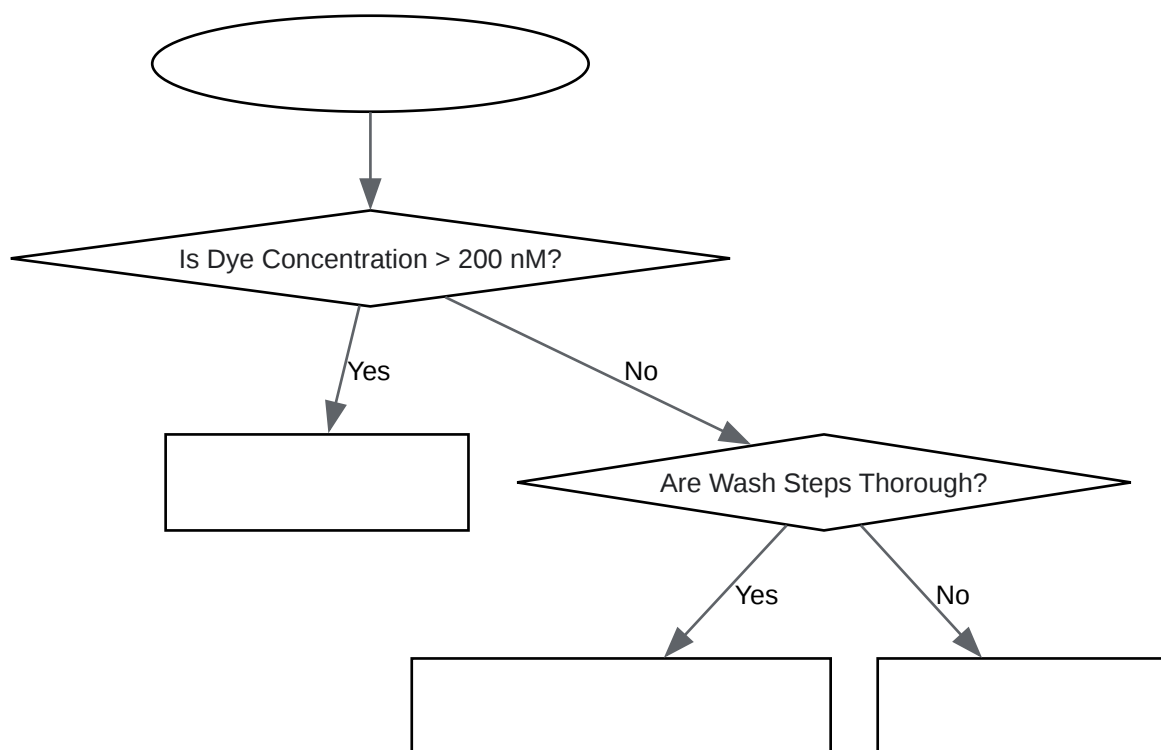 Is Dye Concentration > 200 nM?
Yes
No
Are Wash Steps Thorough?
Yes
No